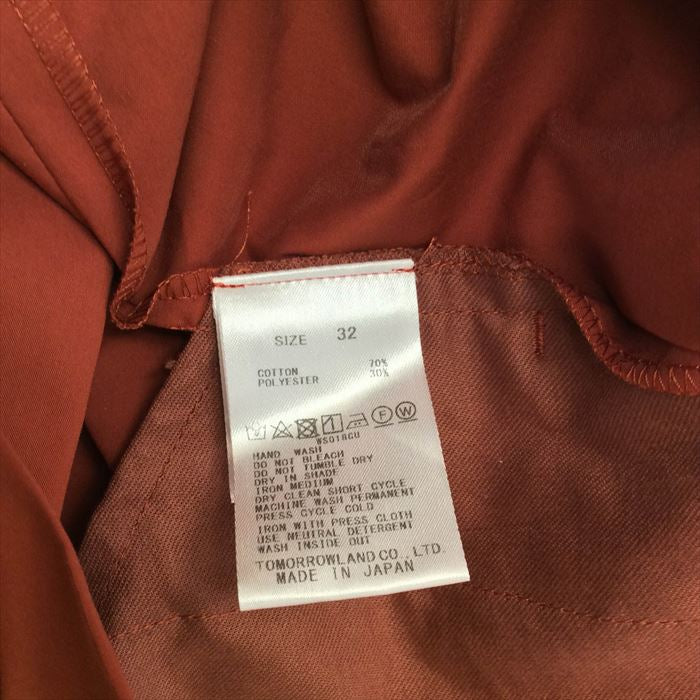 SIZE 32
COTTON 70%
POLYESTER 30%
F W
WS018GU
HAND WASH
DO NOT BLEACH
DO NOT TUMBLE DRY
DRY IN SHADE
IRON MEDIUM
DRY CLEAN SHORT CYCLE
MACHINE WASH PERMANENT
PRESS CYCLE COLD
IRON WITH PRESS CLOTH
USE NEUTRAL DETERGENT
WASH INSIDE OUT
TOMORROWLAND CO., LTD.
MADE IN JAPAN